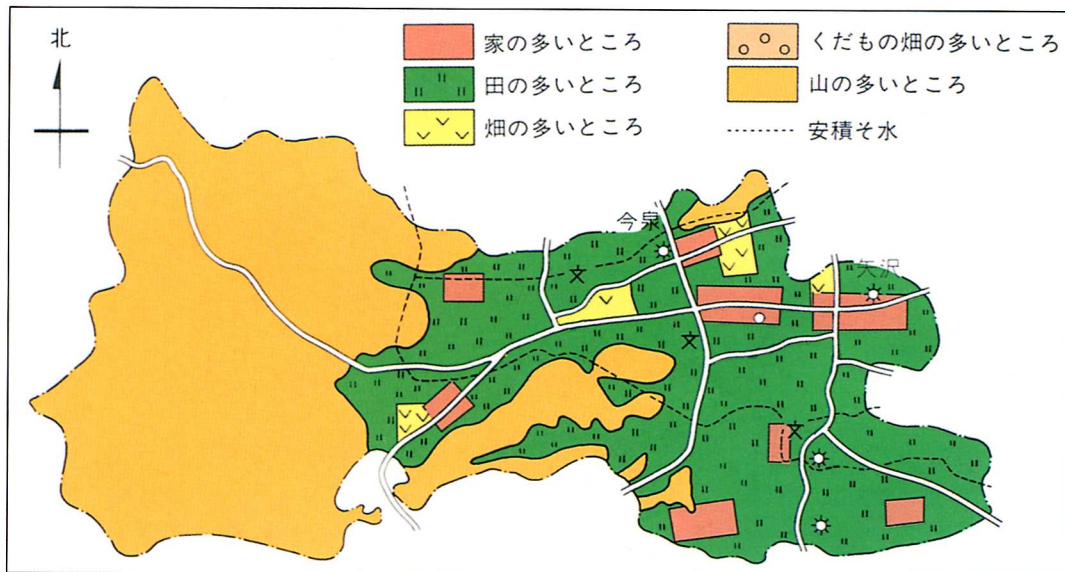 北
家の多いところ
田の多いところ
畑の多いところ
くだもの畑の多いところ
山の多いところ
安積そ水
今泉
矢沢